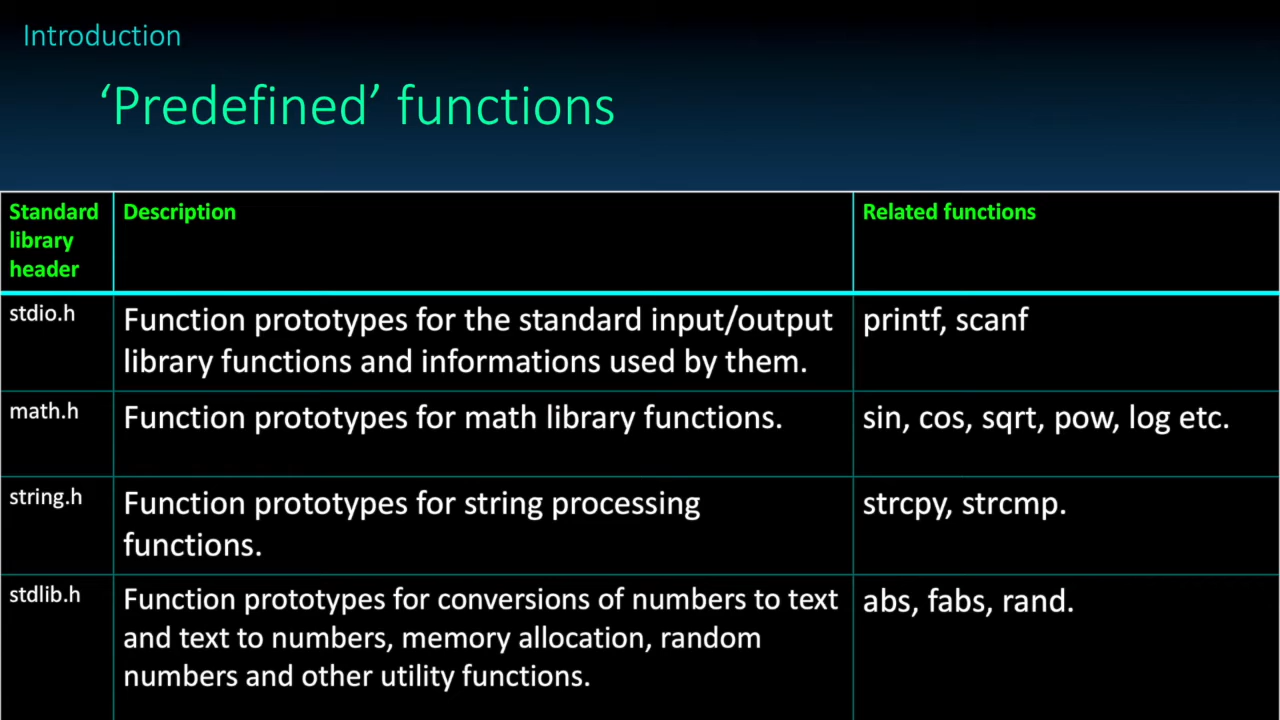 Introduction
‘Predefined’ functions
Standard
library
header
Description
Related functions
stdio.h
Function prototypes for the standard input/output
library functions and informations used by them.
printf, scanf
math.h
Function prototypes for math library functions.
sin, cos, sqrt, pow, log etc.
string.h
Function prototypes for string processing
functions.
strcpy, strcmp.
stdlib.h
Function prototypes for conversions of numbers to text
and text to numbers, memory allocation, random
numbers and other utility functions.
abs, fabs, rand.